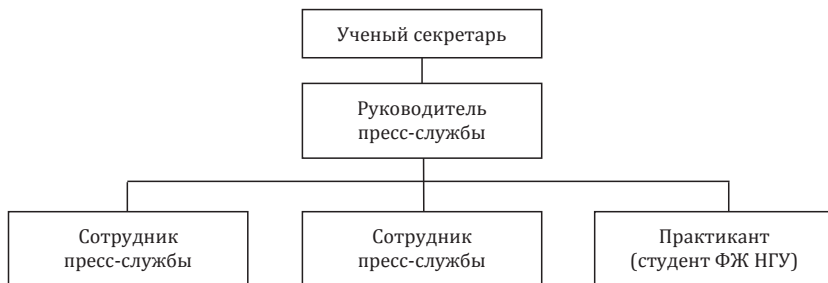 Ученый секретарь
Руководитель
пресс-службы
Сотрудник
пресс-службы
Сотрудник
пресс-службы
Практикант
(студент ФЖ НГУ)